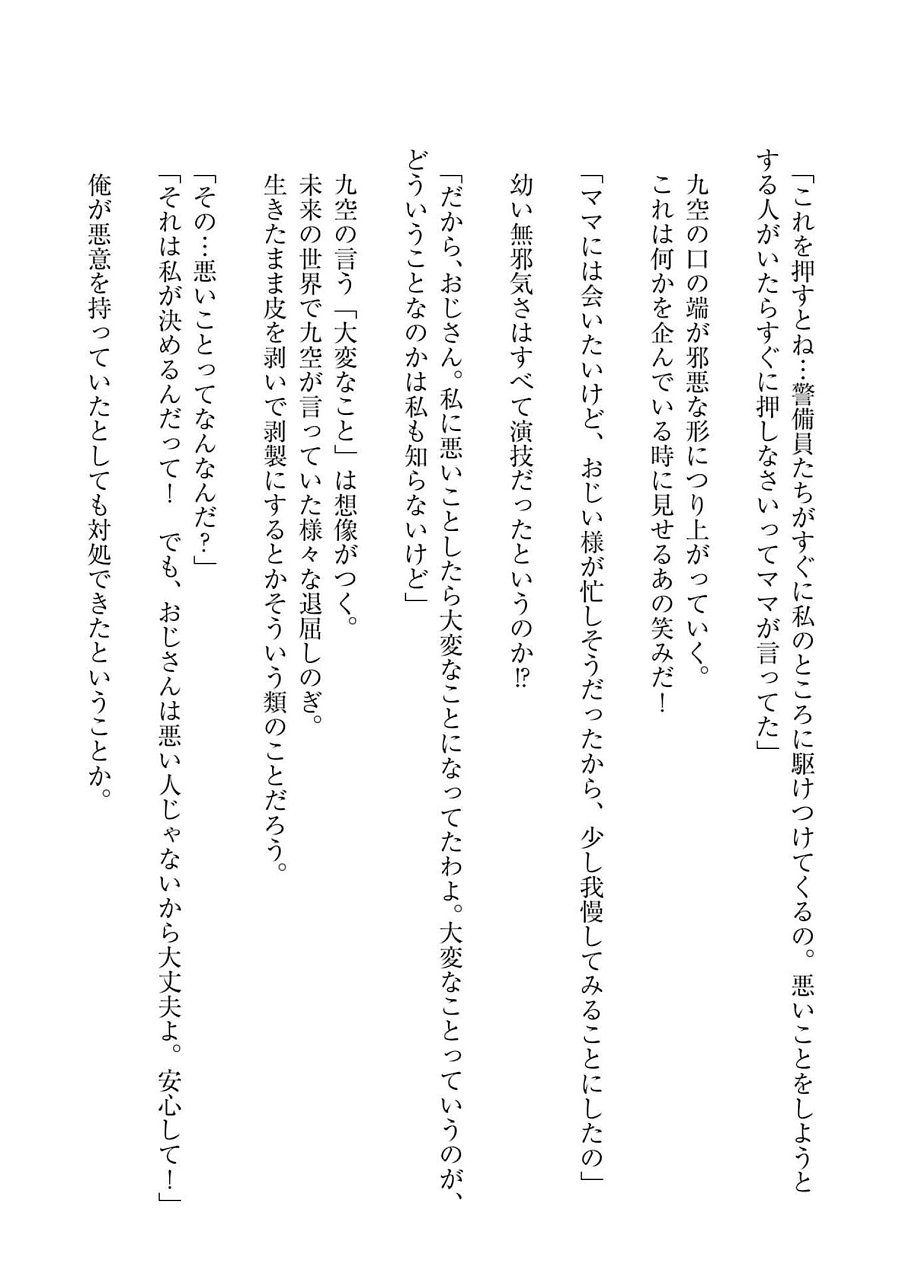 「これを押すとね…警備員たちがすぐに私のところに駆けつけてくるの。悪いことをしようと
する人がいたらすぐに押しなさいってママが言ってた」
九空の口の端が邪悪な形につり上がっていく。
これは何かを企んでいる時に見せるあの笑みだ！
「ママには会いたいけど、おじい様が忙しそうだったから、少し我慢してみることにしたの」
幼い無邪気さはすべて演技だったというのか⁉
「だから、おじさん。私に悪いことしたら大変なことになってたわよ。大変なことっていうのが、
どういうことなのかは私も知らないけど」
九空の言う「大変なこと」は想像がつく。
未来の世界で九空が言っていた様々な退屈しのぎ。
生きたまま皮を剥いで剥製にするとかそういう類のことだろう。
「その…悪いことってなんなんだ？」
「それは私が決めるんだって！　でも、おじさんは悪い人じゃないから大丈夫よ。安心して！」
俺が悪意を持っていたとしても対処できたということか。